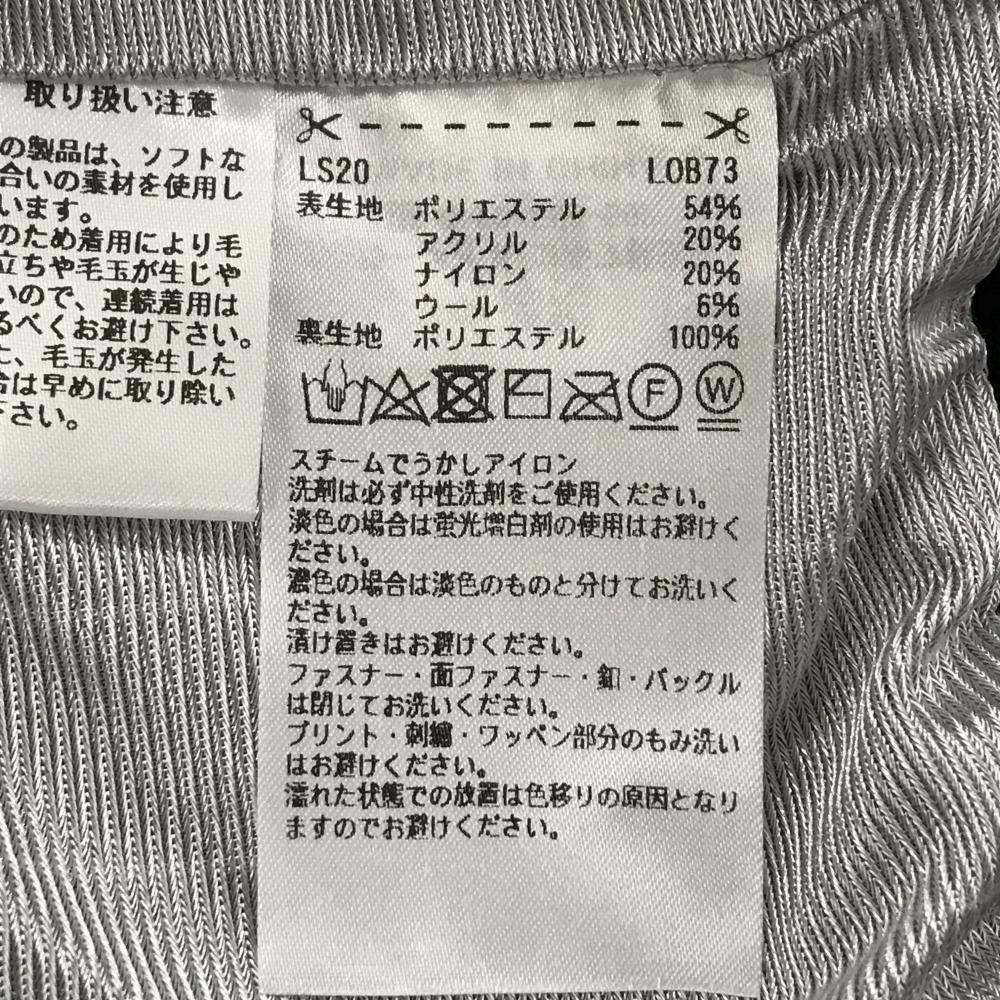 取り扱い注意
の製品は、ソフトな
合いの素材を使用し
います。
のため着用により毛
立ちや毛玉が生じや
いので、連続着用は
るべくお避け下さい。
た、毛玉が発生した
合は早めに取り除い
下さい。
LS20 LOB73
表生地 ポリエステル 54%
アクリル 20%
ナイロン 20%
ウール 6%
裏生地 ポリエステル 100%
F W
スチームでうかしアイロン
洗剤は必ず中性洗剤をご使用ください。
淡色の場合は蛍光増白剤の使用はお避けく
ださい。
濃色の場合は淡色のものと分けてお洗いく
ださい。
漬け置きはお避けください。
ファスナー・面ファスナー・釦・バックル
は閉じてお洗いください。
プリント・刺繍・ワッペン部分のもみ洗い
はお避けください。
濡れた状態での放置は色移りの原因となり
ますのでお避けください。